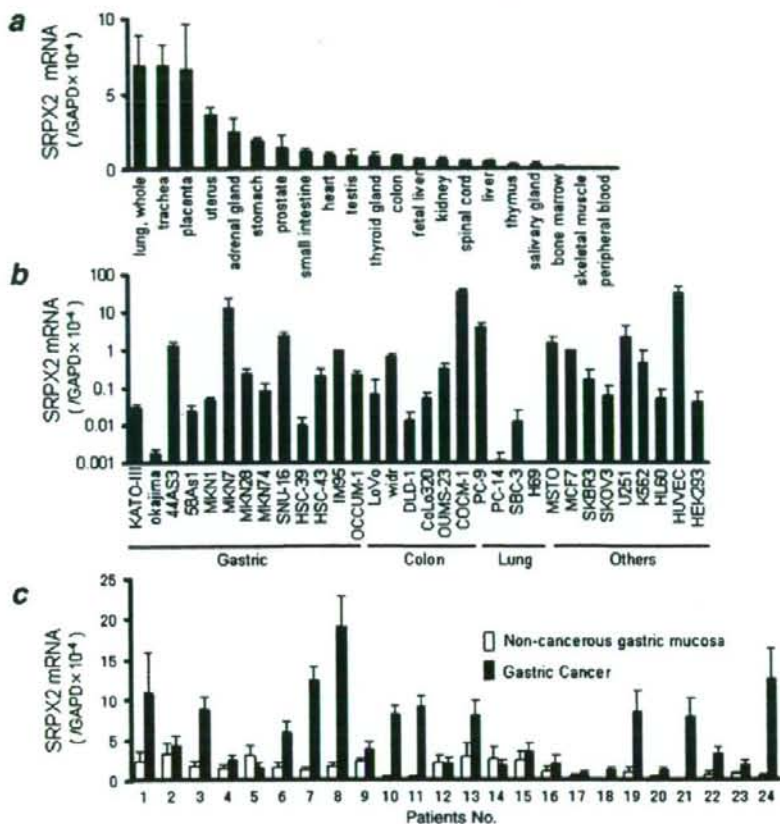 a
SRPX2 mRNA
(/GAPD×10⁻⁴)
10
5
0
lung, whole
trachea
placenta
uterus
adrenal gland
stomach
prostate
small intestine
heart
testis
thyroid gland
colon
fetal liver
kidney
spinal cord
liver
thymus
salivary gland
bone marrow
skeletal muscle
peripheral blood
b
SRPX2 mRNA
(/GAPD×10⁻⁴)
100
10
1
0.1
0.01
0.001
KATO-III
okajima
44AS3
58As1
MKN1
MKN7
MKN28
MKN74
SNU-16
HSC-39
HSC-43
IM95
OCCUM-1
LoVo
widr
DLD-1
CoLo320
OUMS-23
COCM-1
PC-9
PC-14
SBC-3
H69
MSTO
MCF7
SKBR3
SKOV3
U251
K562
HL60
HUVEC
HEK293
Gastric Colon Lung Others
c
SRPX2 mRNA
(/GAPD×10⁻⁴)
25
20
15
10
5
0
Non-cancerous gastric mucosa
Gastric Cancer
1 2 3 4 5 6 7 8 9 10 11 12 13 14 15 16 17 18 19 20 21 22 23 24
Patients No.